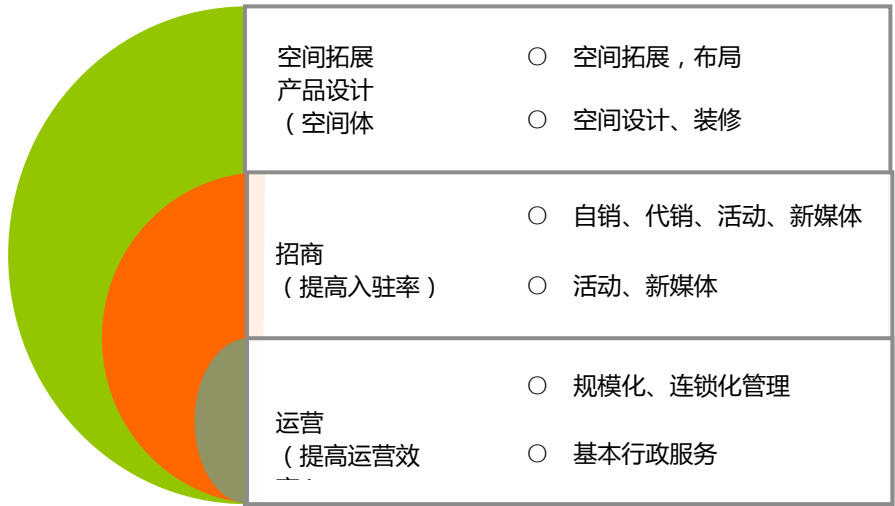 空间拓展
产品设计
（空间体
○ 空间拓展，布局
○ 空间设计、装修
招商
（提高入驻率）
○ 自销、代销、活动、新媒体
○ 活动、新媒体
运营
（提高运营效
○ 规模化、连锁化管理
○ 基本行政服务